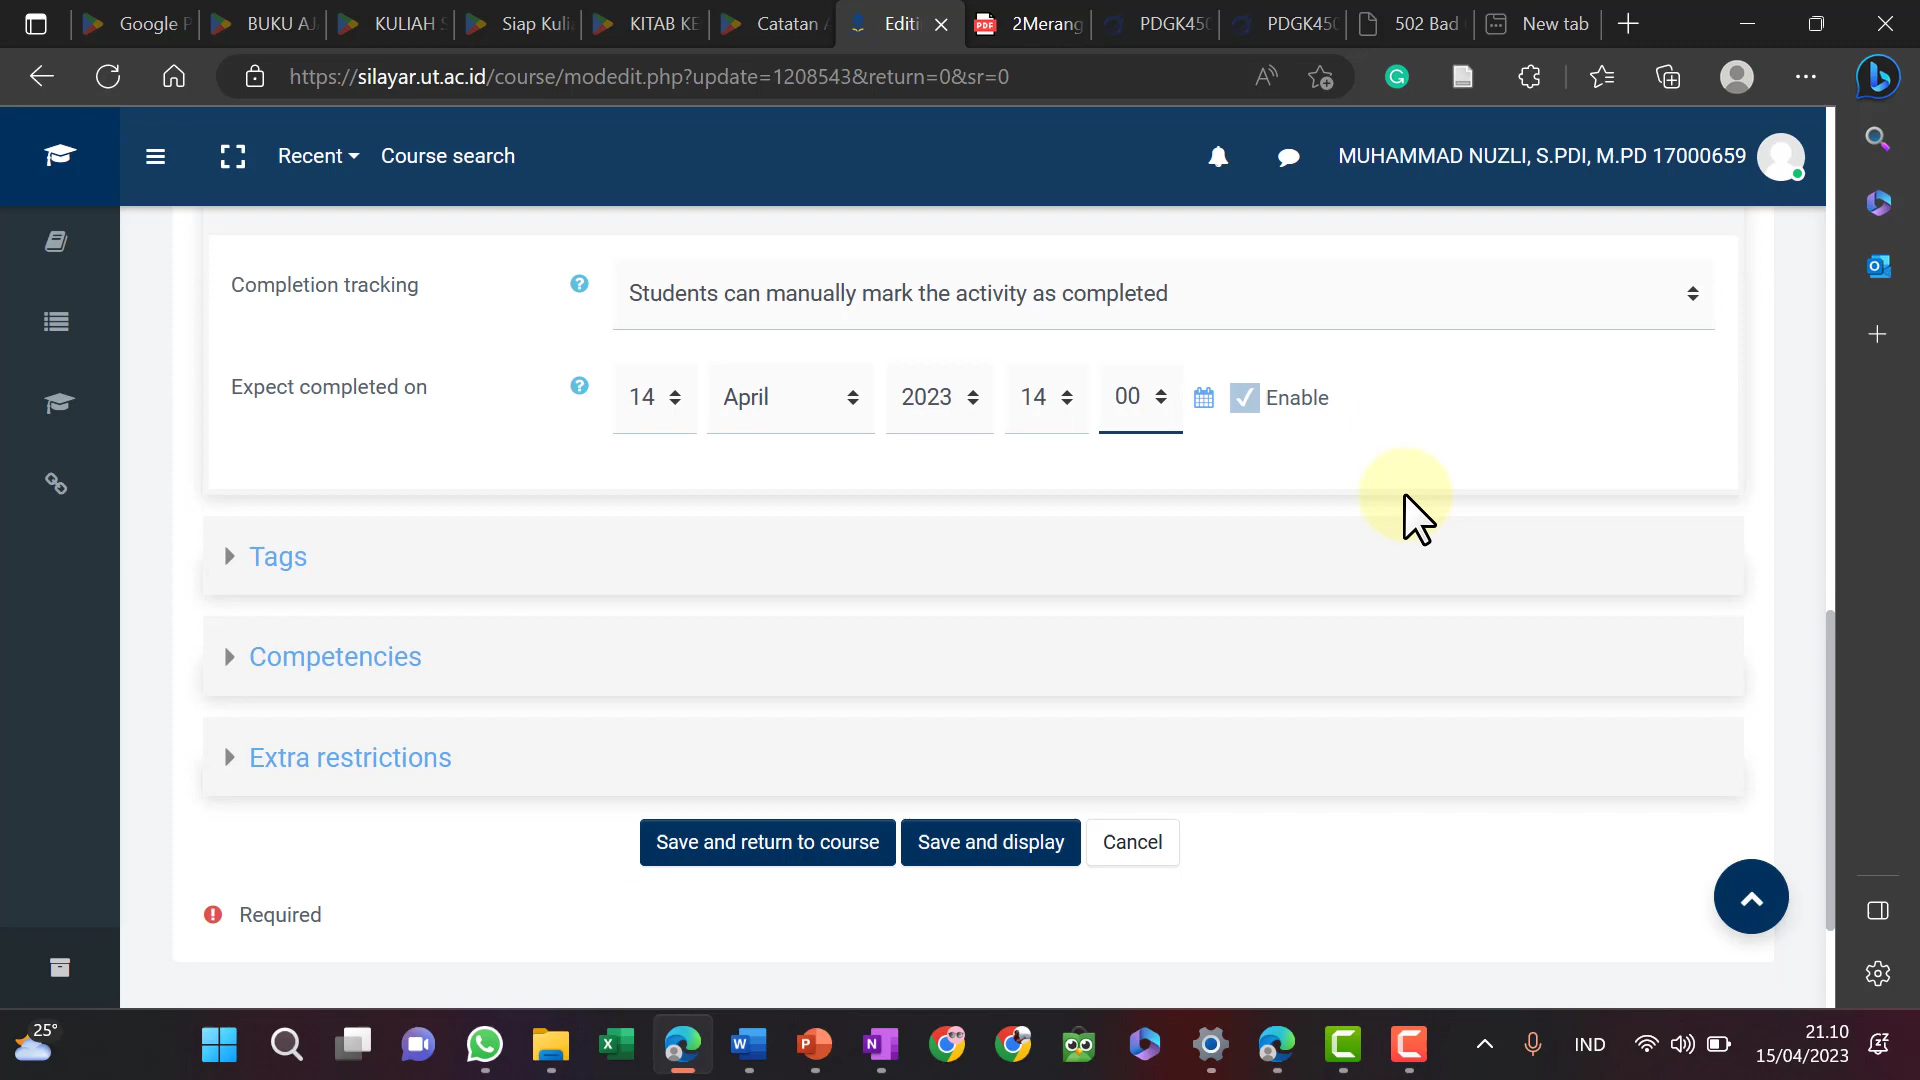 Google P
BUKU AJ
KULIAH S
Siap Kuli
KITAB KE
Catatan A
Editi
2Merang
PDGK450
PDGK450
502 Bad
New tab
https://silayar.ut.ac.id/course/modedit.php?update=1208543&return=0&sr=0
Recent
Course search
MUHAMMAD NUZLI, S.PDI, M.PD 17000659
Completion tracking
Students can manually mark the activity as completed
Expect completed on
14 April 2023 14 00 Enable
Tags
Competencies
Extra restrictions
Save and return to course Save and display Cancel
Required
25°
IND
21.10
15/04/2023